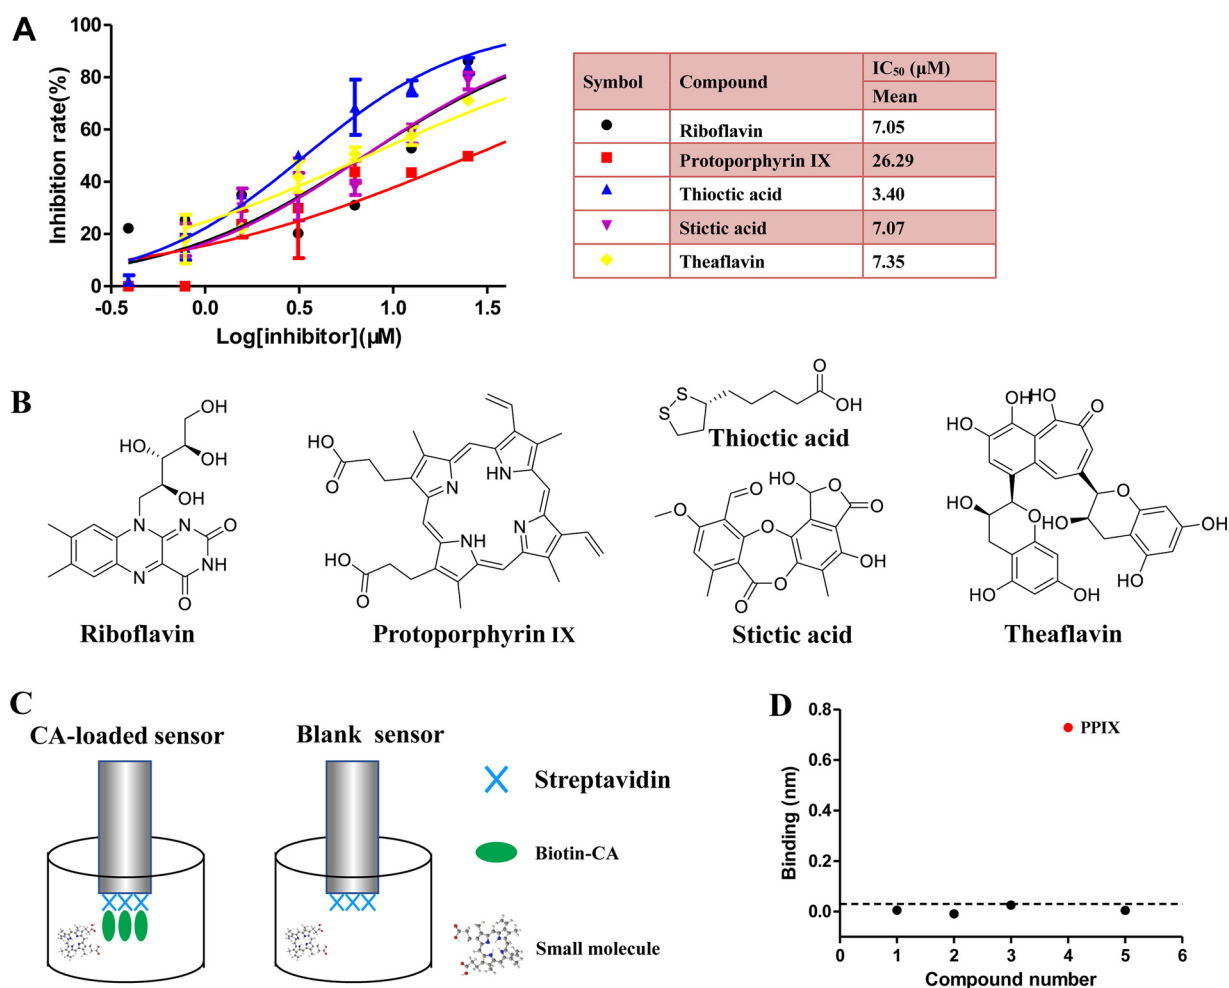 A
100
80
60
40
20
0
Inhibition rate(%)
-0.5 0.0 0.5 1.0 1.5
Log[inhibitor](μM)
Symbol Compound IC50 (μM)
Mean
Riboflavin 7.05
Protoporphyrin IX 26.29
Thioctic acid 3.40
Stictic acid 7.07
Theaflavin 7.35
B
OH
HO
OH
OH
HO
N
N
O
NH
N
O
Riboflavin
HO
O
HN
N
N
NH
HO
O
Protoporphyrin IX
S
S
O
OH
Thioctic acid
HO
O
O
O
O
O
OH
O
O
Stictic acid
HO
OH
HO
O
HO
O
HO
O
HO
OH
HO
HO
OH
Theaflavin
C
CA-loaded sensor
Blank sensor
Streptavidin
Biotin-CA
Small molecule
D
0.8
0.6
0.4
0.2
0.0
Binding (nm)
PPIX
0 1 2 3 4 5 6
Compound number